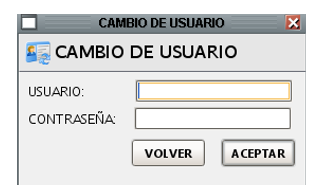 CAMBIO DE USUARIO
CAMBIO DE USUARIO
USUARIO:
CONTRASEÑA:
VOLVER ACEPTAR